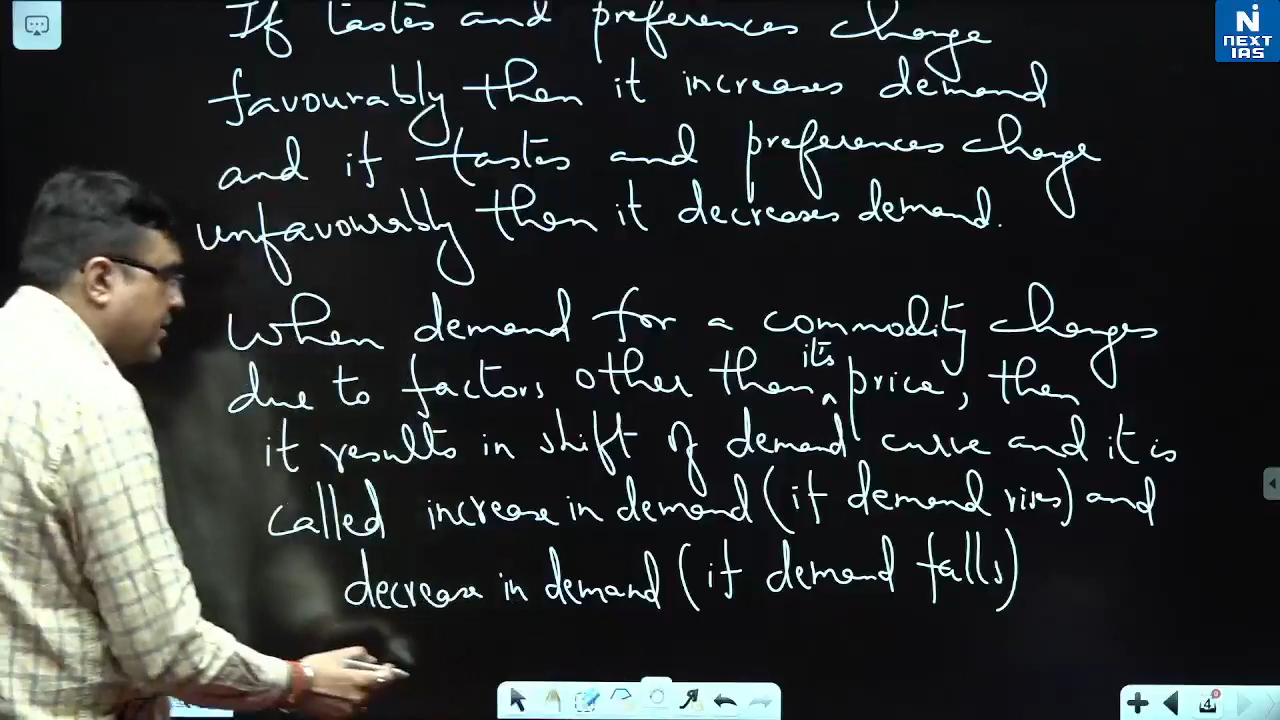 If tastes and preferences change
favourably then it increases demand
and if tastes and preferences change
unfavourably then it decreases demand.
When demand for a commodity changes
due to factors other than its price, then
it results in shift of demand curve and it is
called increase in demand (if demand rises) and
decrease in demand (if demand falls)
N
NEXT
IAS
4